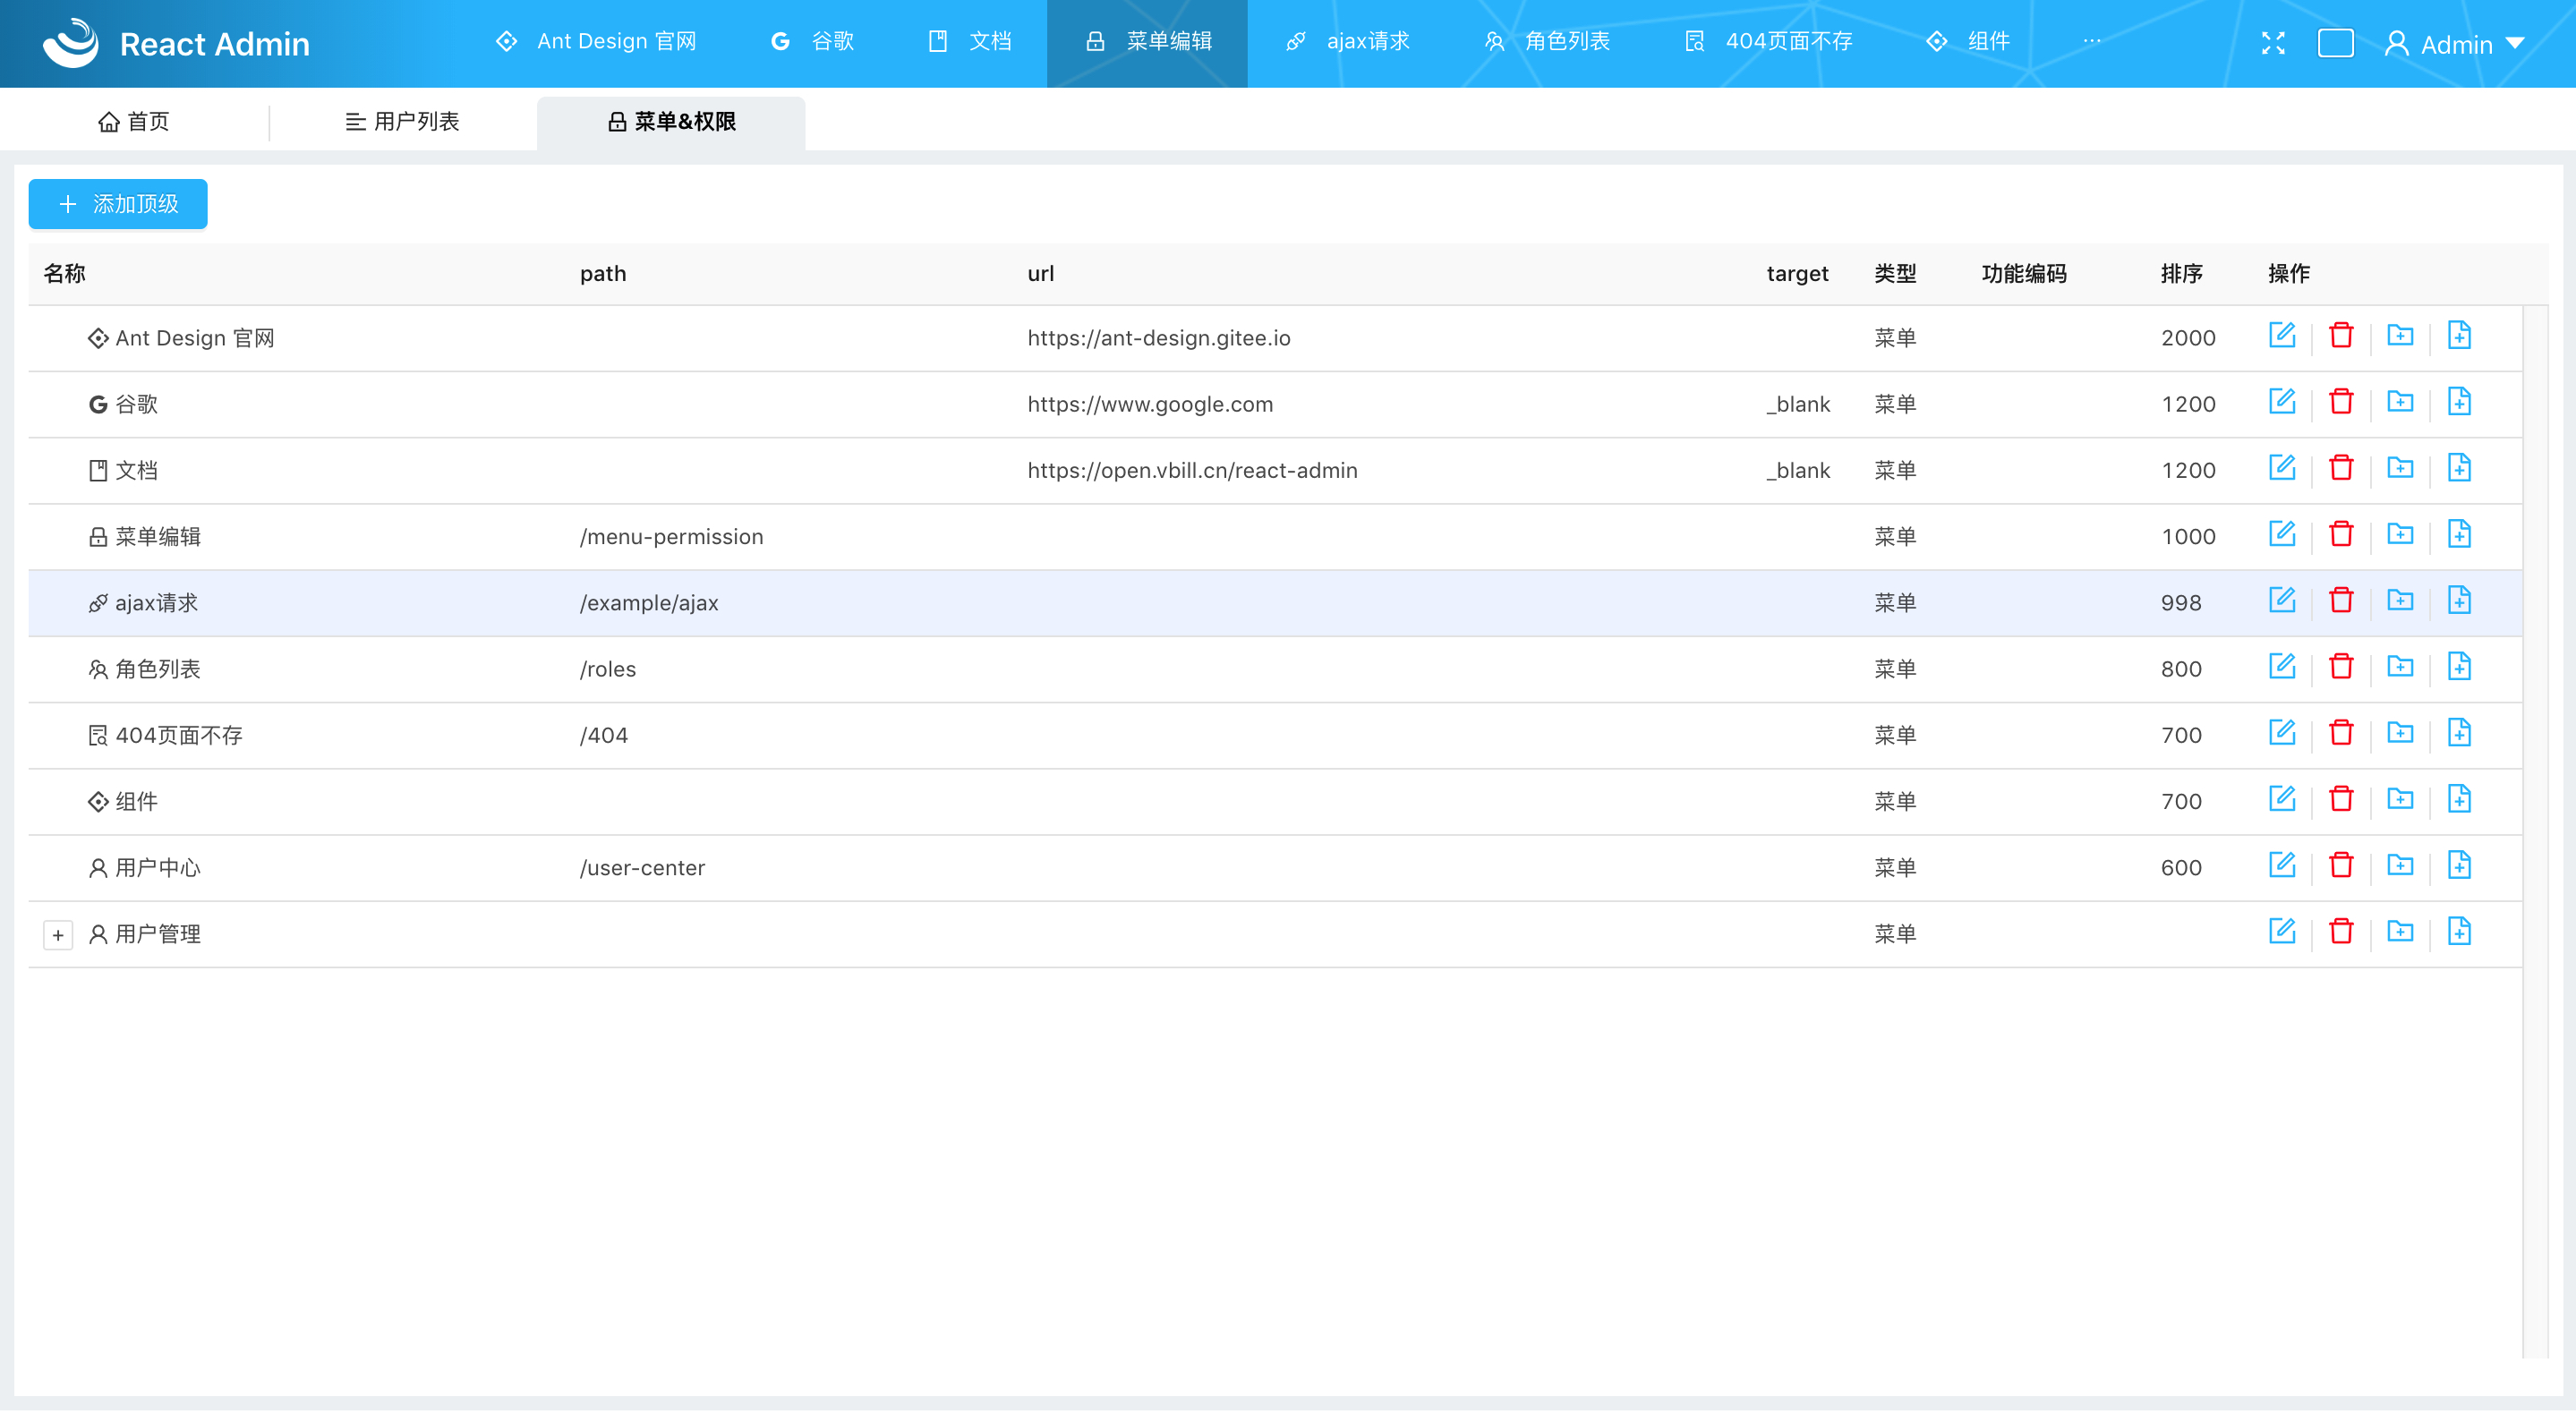 React Admin Ant Design 官网 谷歌 文档 菜单编辑 ajax请求 角色列表 404页面不存 组件 ··· Admin
首页 用户列表 菜单&权限
添加顶级
名称 path url target 类型 功能编码 排序 操作
Ant Design 官网 https://ant-design.gitee.io 菜单 2000
谷歌 https://www.google.com _blank 菜单 1200
文档 https://open.vbill.cn/react-admin _blank 菜单 1200
菜单编辑 /menu-permission 菜单 1000
ajax请求 /example/ajax 菜单 998
角色列表 /roles 菜单 800
404页面不存 /404 菜单 700
组件 菜单 700
用户中心 /user-center 菜单 600
用户管理 菜单